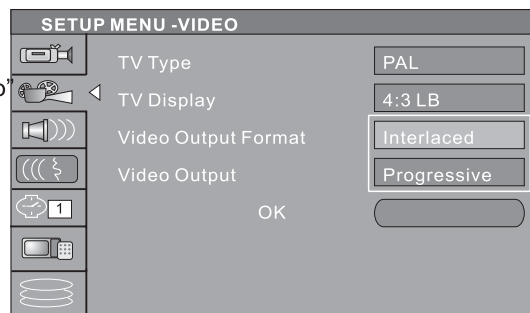 SETUP MENU -VIDEO
TV Type PAL
TV Display 4:3 LB
Video Output Format Interlaced
Video Output Progressive
OK
1